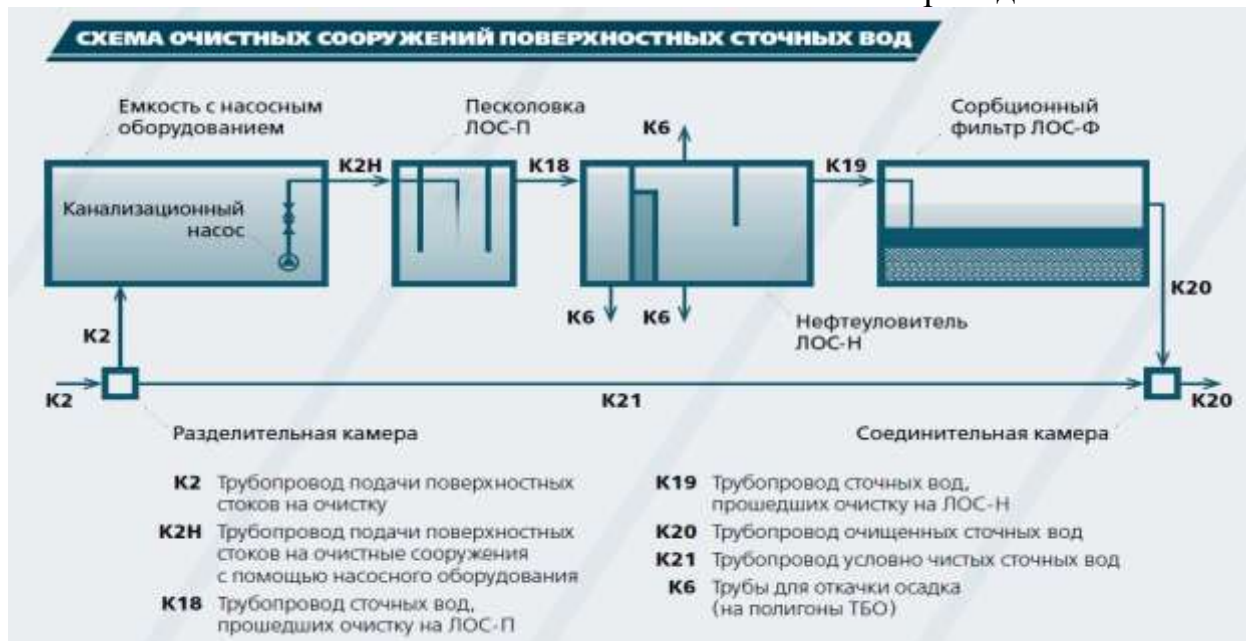 СХЕМА ОЧИСТНЫХ СООРУЖЕНИЙ ПОВЕРХНОСТНЫХ СТОЧНЫХ ВОД
Емкость с насосным
оборудованием
Песколовка
ЛОС-П
Сорбционный
фильтр ЛОС-Ф
К6
К2Н
К18
К19
Канализационный
насос
К20
К6
К6
Нефтеуловитель
ЛОС-Н
К2
К2
К21
К20
Разделительная камера
Соединительная камера
К2 Трубопровод подачи поверхностных
стоков на очистку
К2Н Трубопровод подачи поверхностных
стоков на очистные сооружения
с помощью насосного оборудования
К18 Трубопровод сточных вод,
прошедших очистку на ЛОС-П
К19 Трубопровод сточных вод,
прошедших очистку на ЛОС-Н
К20 Трубопровод очищенных сточных вод
К21 Трубопровод условно чистых сточных вод
К6 Трубы для откачки осадка
(на полигоны ТБО)